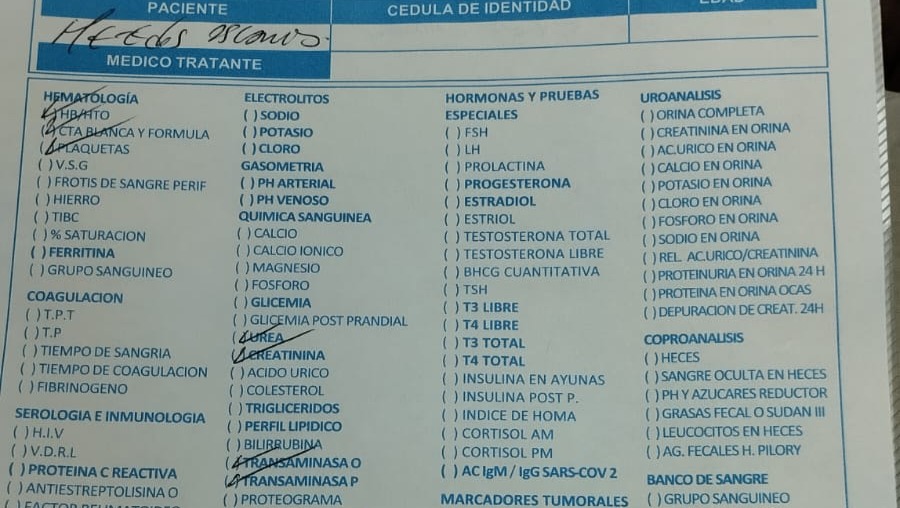 PACIENTE
CEDULA DE IDENTIDAD
EDAD
MEDICO TRATANTE
HEMATOLOGÍA
HB/HTO
CTA BLANCA Y FORMULA
PLAQUETAS
( ) V.S.G
( ) FROTIS DE SANGRE PERIF
( ) HIERRO
( ) TIBC
( ) % SATURACION
( ) FERRITINA
( ) GRUPO SANGUINEO
COAGULACION
( ) T.P.T
( ) T.P
( ) TIEMPO DE SANGRIA
( ) TIEMPO DE COAGULACION
( ) FIBRINOGENO
SEROLOGIA E INMUNOLOGIA
( ) H.I.V
( ) V.D.R.L
( ) PROTEINA C REACTIVA
( ) ANTIESTREPTOLISINA O
ELECTROLITOS
( ) SODIO
( ) POTASIO
( ) CLORO
GASOMETRIA
( ) PH ARTERIAL
( ) PH VENOSO
QUIMICA SANGUINEA
( ) CALCIO
( ) CALCIO IONICO
( ) MAGNESIO
( ) FOSFORO
( ) GLICEMIA
( ) GLICEMIA POST PRANDIAL
UREA
CREATININA
( ) ACIDO URICO
( ) COLESTEROL
( ) TRIGLICERIDOS
( ) PERFIL LIPIDICO
( ) BILIRRUBINA
TRANSAMINASA O
TRANSAMINASA P
( ) PROTEOGRAMA
HORMONAS Y PRUEBAS
ESPECIALES
( ) FSH
( ) LH
( ) PROLACTINA
( ) PROGESTERONA
( ) ESTRADIOL
( ) ESTRIOL
( ) TESTOSTERONA TOTAL
( ) TESTOSTERONA LIBRE
( ) BHCG CUANTITATIVA
( ) TSH
( ) T3 LIBRE
( ) T4 LIBRE
( ) T3 TOTAL
( ) T4 TOTAL
( ) INSULINA EN AYUNAS
( ) INSULINA POST P.
( ) INDICE DE HOMA
( ) CORTISOL AM
( ) CORTISOL PM
( ) AC IgM / IgG SARS-COV 2
MARCADORES TUMORALES
UROANALISIS
( ) ORINA COMPLETA
( ) CREATININA EN ORINA
( ) AC.URICO EN ORINA
( ) CALCIO EN ORINA
( ) POTASIO EN ORINA
( ) CLORO EN ORINA
( ) FOSFORO EN ORINA
( ) SODIO EN ORINA
( ) REL. AC.URICO/CREATININA
( ) PROTEINURIA EN ORINA 24 H
( ) PROTEINA EN ORINA OCAS
( ) DEPURACION DE CREAT. 24H
COPROANALISIS
( ) HECES
( ) SANGRE OCULTA EN HECES
( ) PH Y AZUCARES REDUCTOR
( ) GRASAS FECAL O SUDAN III
( ) LEUCOCITOS EN HECES
( ) AG. FECALES H. PILORY
BANCO DE SANGRE
( ) GRUPO SANGUINEO